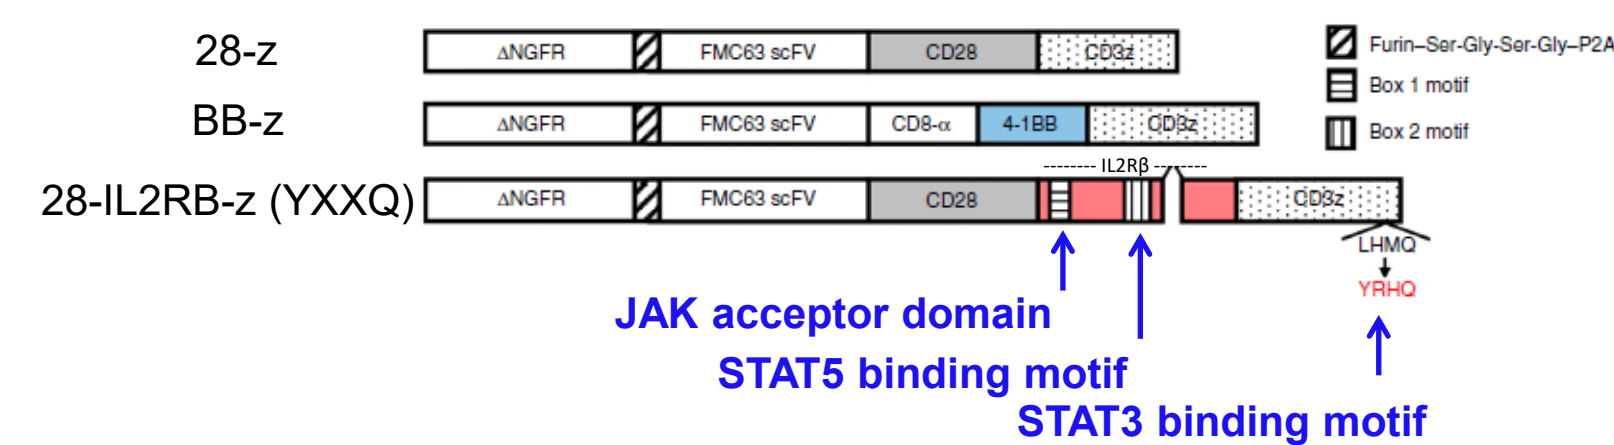 28-z
ΔNGFR FMC63 scFV CD28 CD3z
Furin–Ser-Gly-Ser-Gly–P2A
Box 1 motif
BB-z
ΔNGFR FMC63 scFV CD8-α 4-1BB CD3z
Box 2 motif
-------- IL2Rβ --------
28-IL2RB-z (YXXQ)
ΔNGFR FMC63 scFV CD28 CD3z
LHMQ
YRHQ
JAK acceptor domain
STAT5 binding motif
STAT3 binding motif